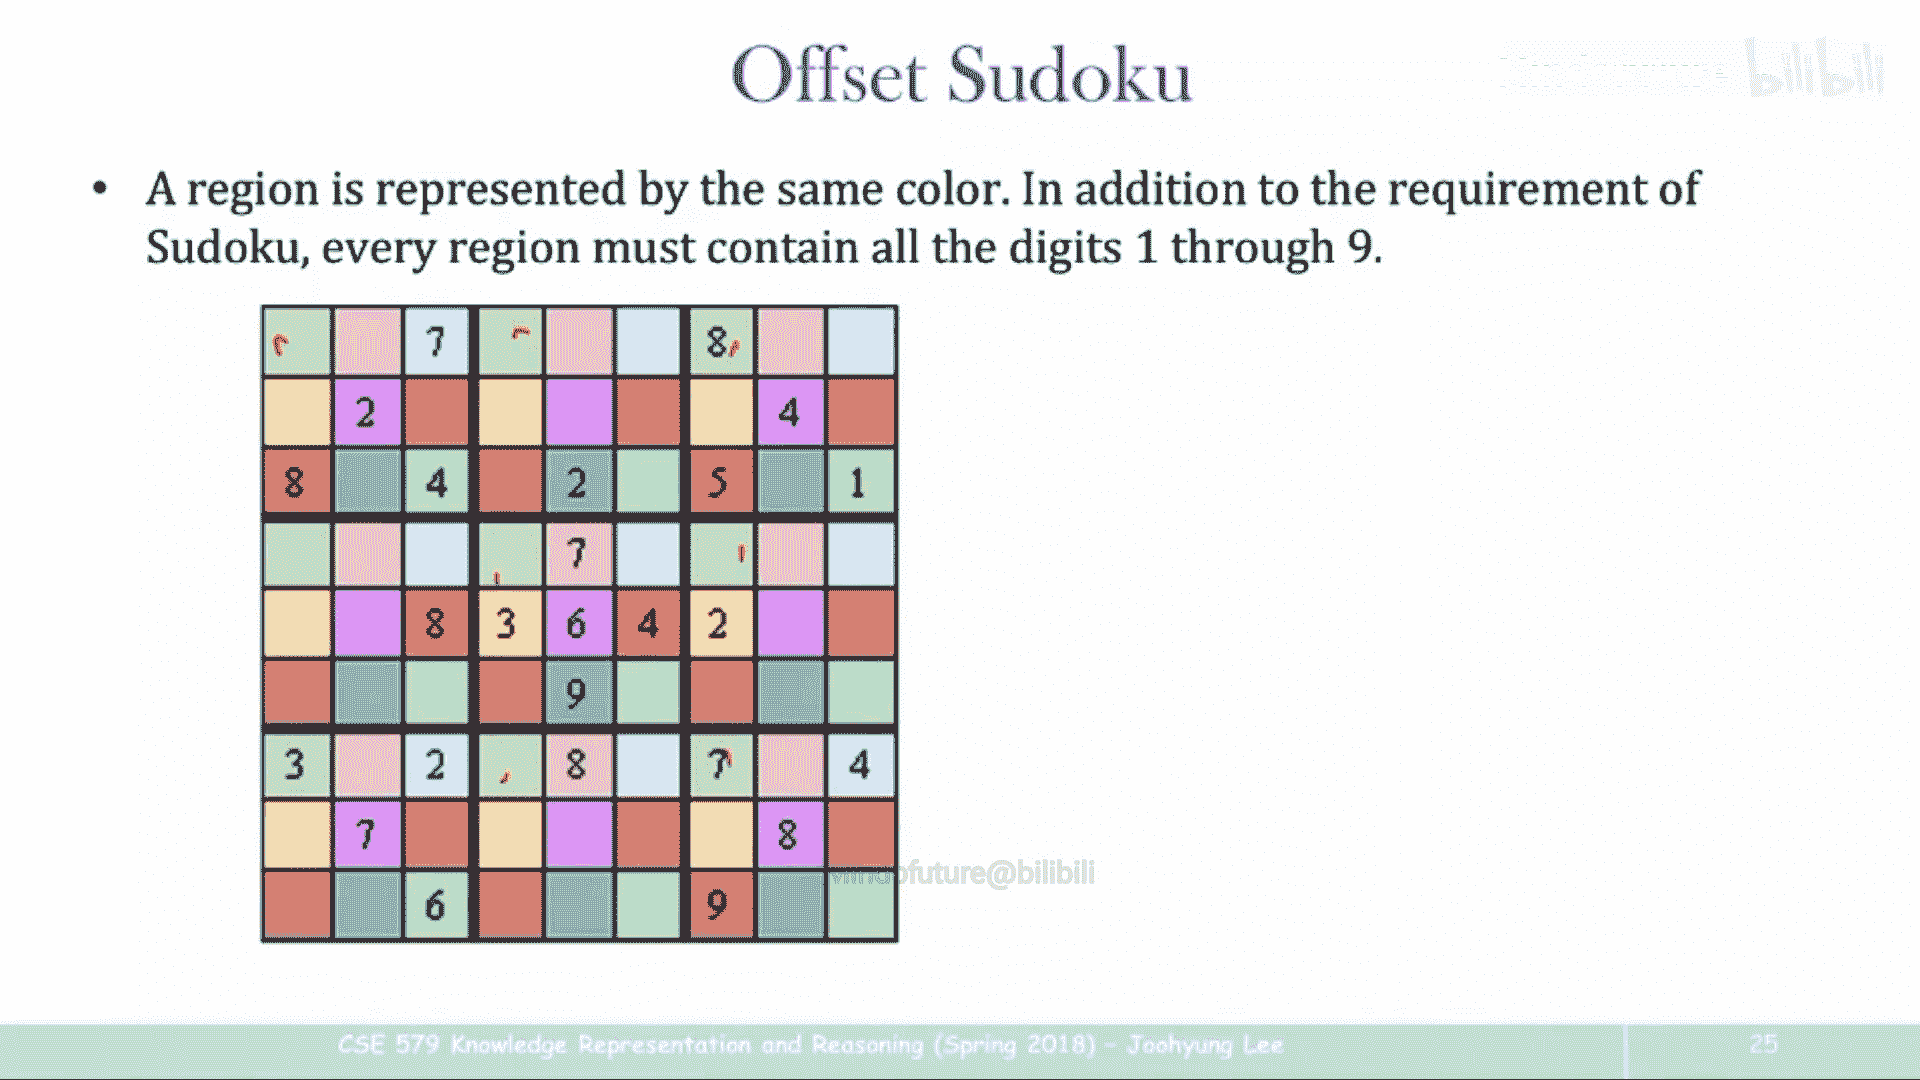 Offset Sudoku
bilibili
• A region is represented by the same color. In addition to the requirement of
Sudoku, every region must contain all the digits 1 through 9.
7 8
2 4
8 4 2 5 1
7
8 3 6 4 2
9
3 2 8 7 4
7 8
6 9
mindofuture@bilibili
CSE 579 Knowledge Representation and Reasoning (Spring 2018) – Joohyung Lee
25